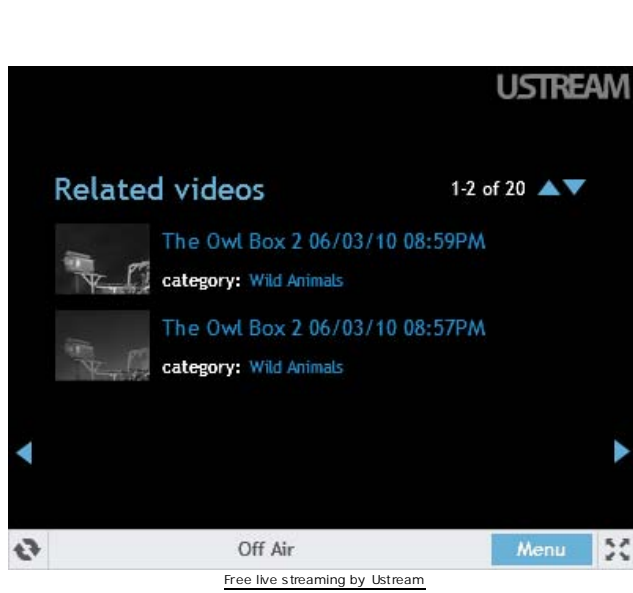 USTREAM
Related videos
1-2 of 20
The Owl Box 2 06/03/10 08:59PM
category: Wild Animals
The Owl Box 2 06/03/10 08:57PM
category: Wild Animals
Off Air
Menu
Free live streaming by Ustream